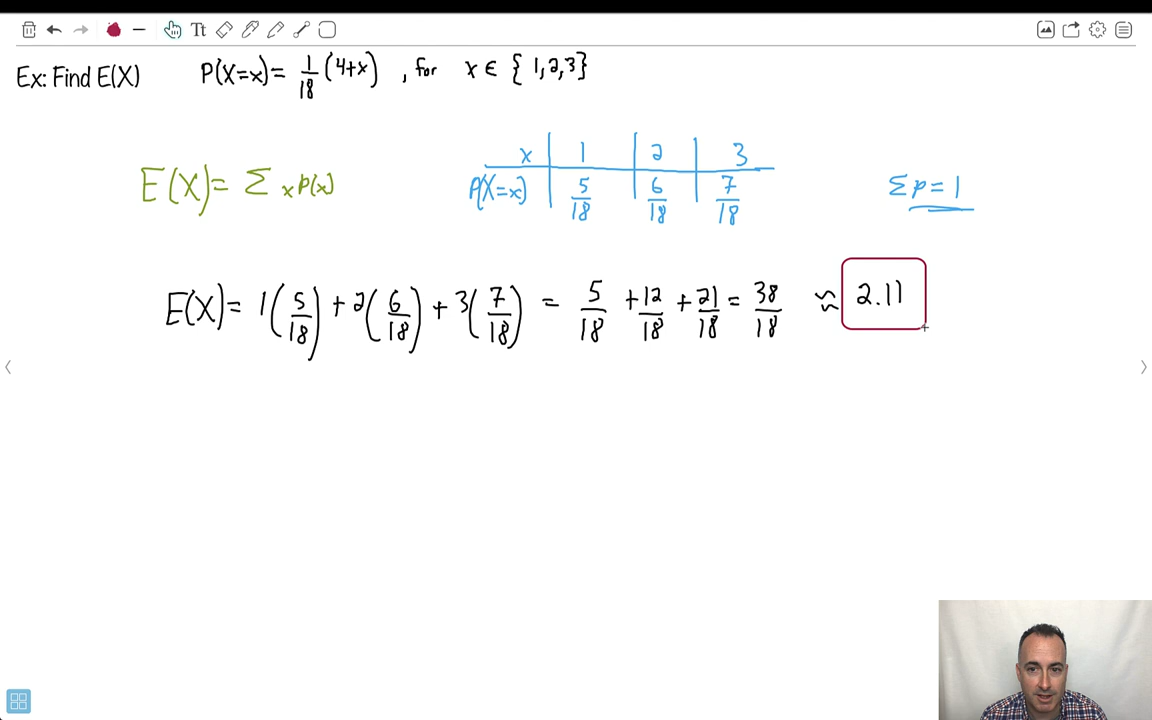 Tt
Ex: Find E(X) P(X=x)= 1/18 (4+x) , for x ∈ { 1,2,3}
x | 1 | 2 | 3
E(X)= Σ x P(x) P(X=x) | 5/18 | 6/18 | 7/18 Σp=1
E(X)= 1(5/18) + 2(6/18) + 3(7/18) = 5/18 + 12/18 + 21/18 = 38/18 ≈ 2.11